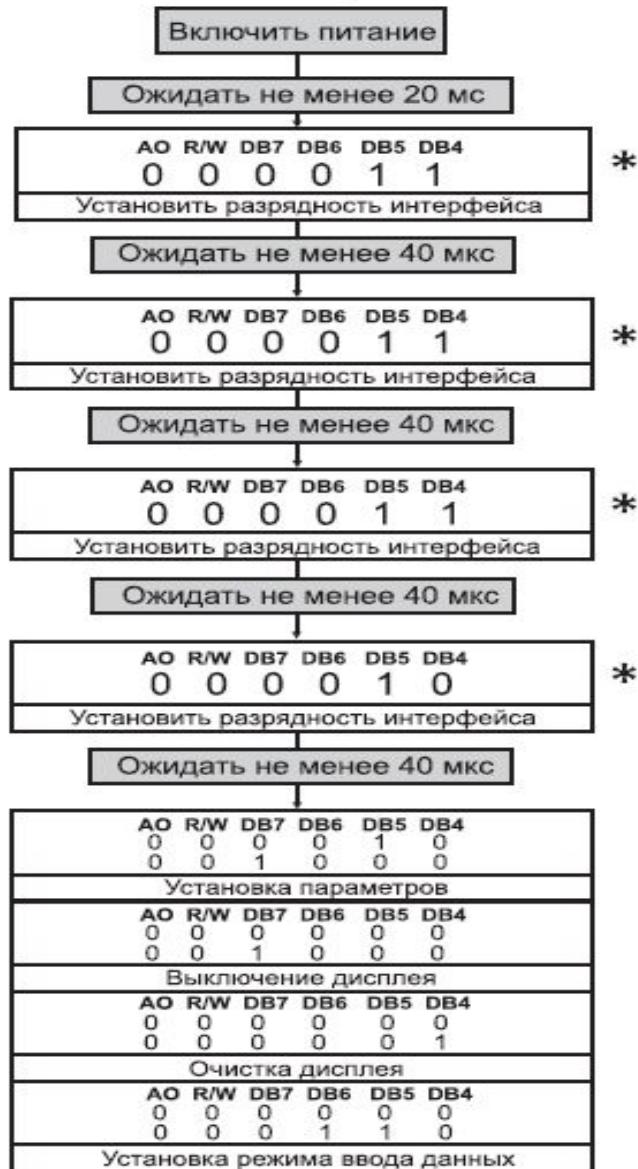 Включить питание
Ожидать не менее 20 мс
AO R/W DB7 DB6 DB5 DB4
0 0 0 0 1 1
*
Установить разрядность интерфейса
Ожидать не менее 40 мкс
AO R/W DB7 DB6 DB5 DB4
0 0 0 0 1 1
*
Установить разрядность интерфейса
Ожидать не менее 40 мкс
AO R/W DB7 DB6 DB5 DB4
0 0 0 0 1 1
*
Установить разрядность интерфейса
Ожидать не менее 40 мкс
AO R/W DB7 DB6 DB5 DB4
0 0 0 0 1 0
*
Установить разрядность интерфейса
Ожидать не менее 40 мкс
AO R/W DB7 DB6 DB5 DB4
0 0 0 0 1 0
0 0 1 0 0 0
Установка параметров
AO R/W DB7 DB6 DB5 DB4
0 0 0 0 0 0
0 0 1 0 0 0
Выключение дисплея
AO R/W DB7 DB6 DB5 DB4
0 0 0 0 0 0
0 0 0 0 0 1
Очистка дисплея
AO R/W DB7 DB6 DB5 DB4
0 0 0 0 0 0
0 0 0 1 1 0
Установка режима ввода данных